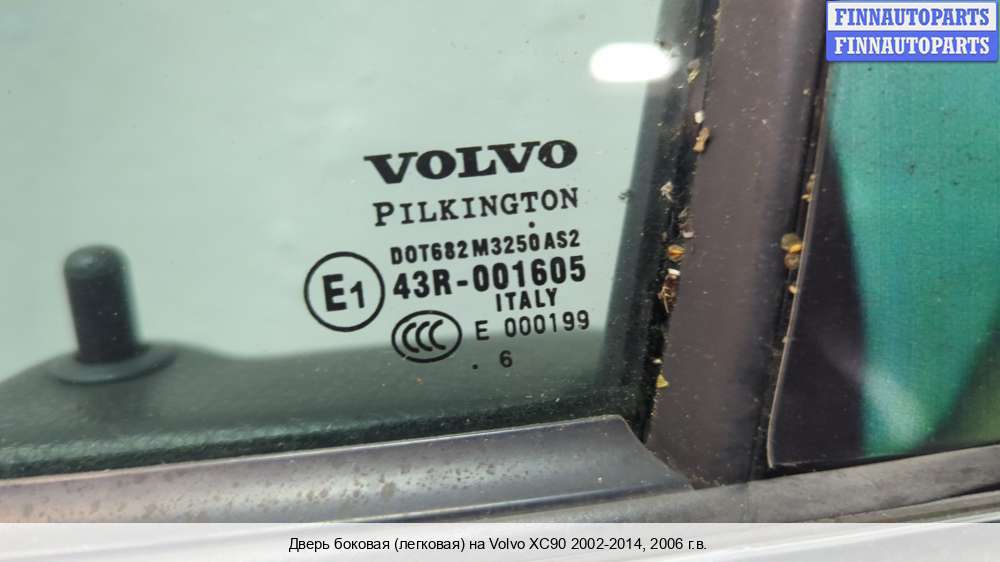 FINNAUTOPARTS
FINNAUTOPARTS
VOLVO
PILKINGTON
DOT682 M3250 AS2
E1 43R-001605
ITALY
CCC E 000199
. 6
Дверь боковая (легковая) на Volvo XC90 2002-2014, 2006 г.в.